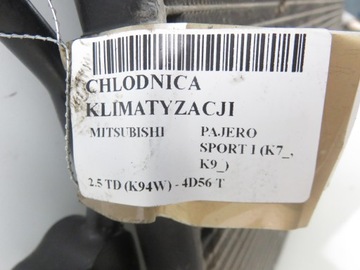 CHLODNICA
KLIMATYZACJI
MITSUBISHI PAJERO
SPORT I (K7_,
K9_)
2.5 TD (K94W) - 4D56 T